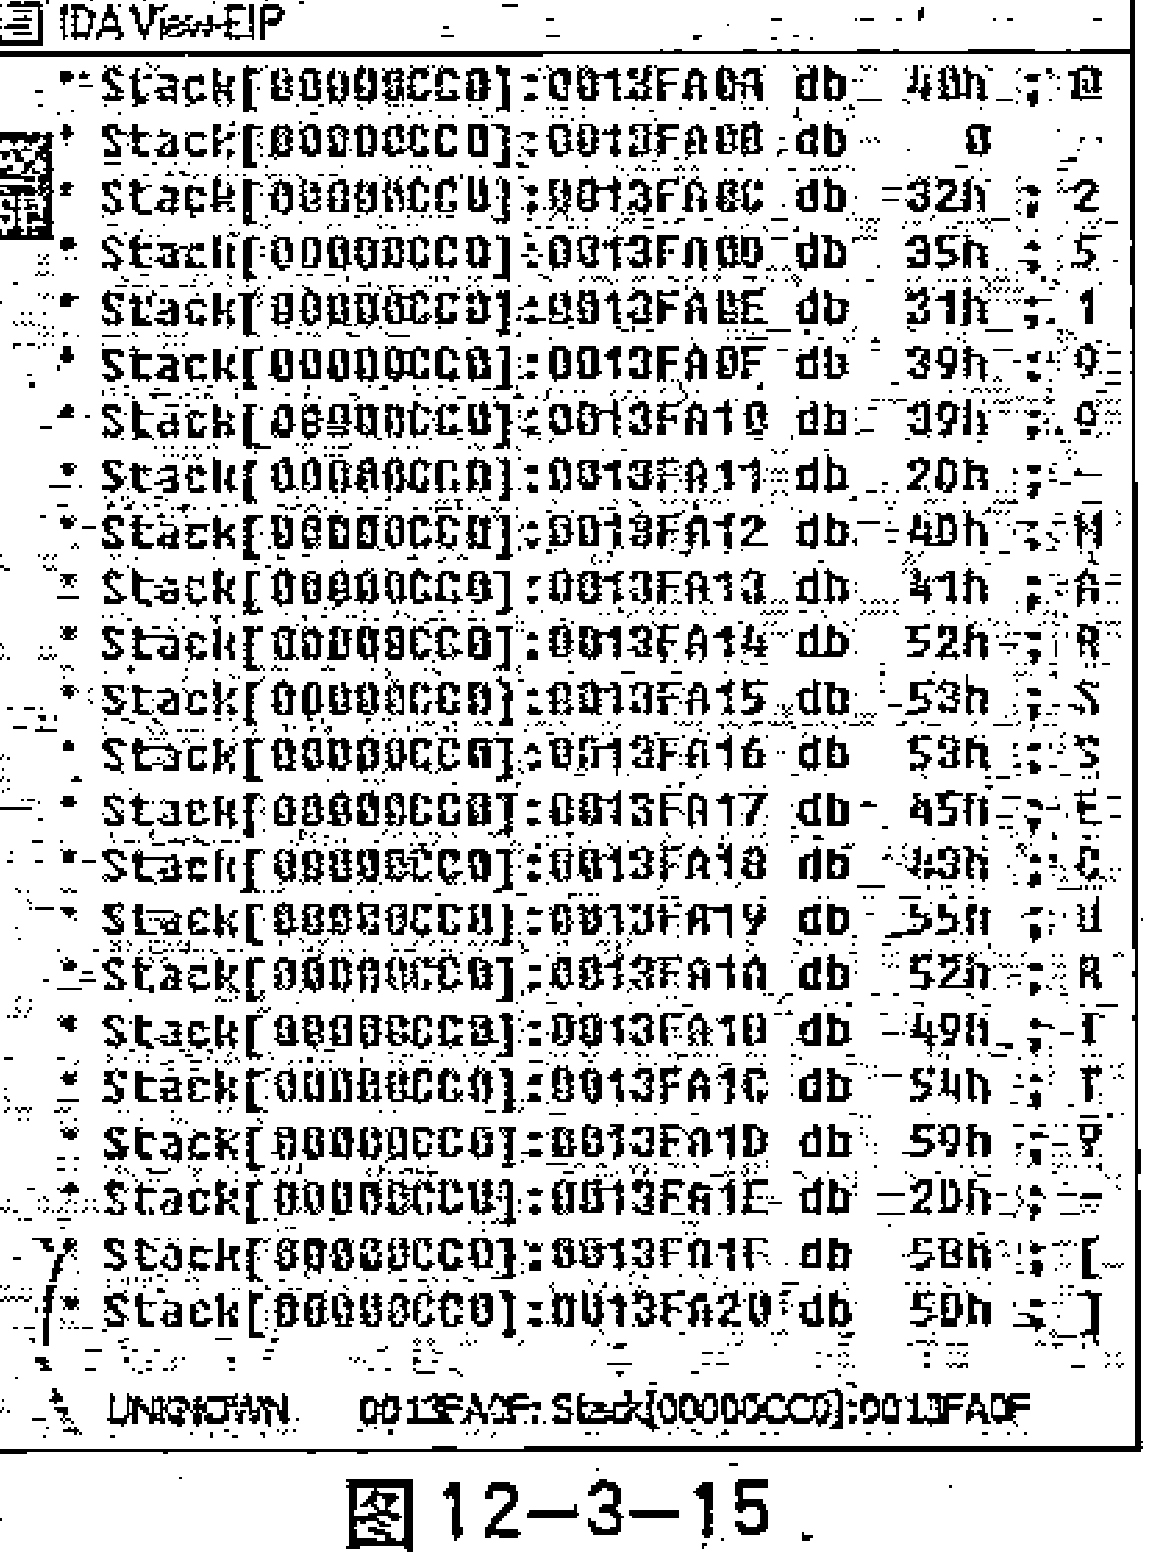 IDA View-EIP
Stack[00000CC0]:0013FA0A db 40h ; @
Stack[00000CC0]:0013FA0B db 0
Stack[00000CC0]:0013FA0C db 32h ; 2
Stack[00000CC0]:0013FA0D db 35h ; 5
Stack[00000CC0]:0013FA0E db 31h ; 1
Stack[00000CC0]:0013FA0F db 39h ; 9
Stack[00000CC0]:0013FA10 db 39h ; 9
Stack[00000CC0]:0013FA11 db 2Dh ; -
Stack[00000CC0]:0013FA12 db 4Dh ; M
Stack[00000CC0]:0013FA13 db 41h ; A
Stack[00000CC0]:0013FA14 db 52h ; R
Stack[00000CC0]:0013FA15 db 53h ; S
Stack[00000CC0]:0013FA16 db 53h ; S
Stack[00000CC0]:0013FA17 db 45h ; E
Stack[00000CC0]:0013FA18 db 43h ; C
Stack[00000CC0]:0013FA19 db 55h ; U
Stack[00000CC0]:0013FA1A db 52h ; R
Stack[00000CC0]:0013FA1B db 49h ; I
Stack[00000CC0]:0013FA1C db 54h ; T
Stack[00000CC0]:0013FA1D db 59h ; Y
Stack[00000CC0]:0013FA1E db 2Dh ; -
Stack[00000CC0]:0013FA1F db 5Bh ; [
Stack[00000CC0]:0013FA20 db 5Dh ; ]
UNKNOWN 0013FA0F: Stack[00000CC0]:0013FA0F
图 12-3-15